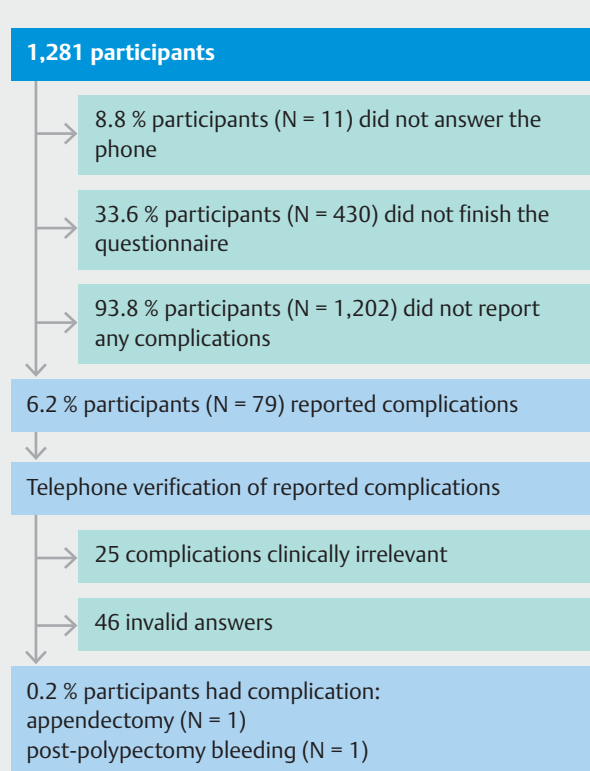 1,281 participants
8.8 % participants (N = 11) did not answer the
phone
33.6 % participants (N = 430) did not finish the
questionnaire
93.8 % participants (N = 1,202) did not report
any complications
6.2 % participants (N = 79) reported complications
Telephone verification of reported complications
25 complications clinically irrelevant
46 invalid answers
0.2 % participants had complication:
appendectomy (N = 1)
post-polypectomy bleeding (N = 1)